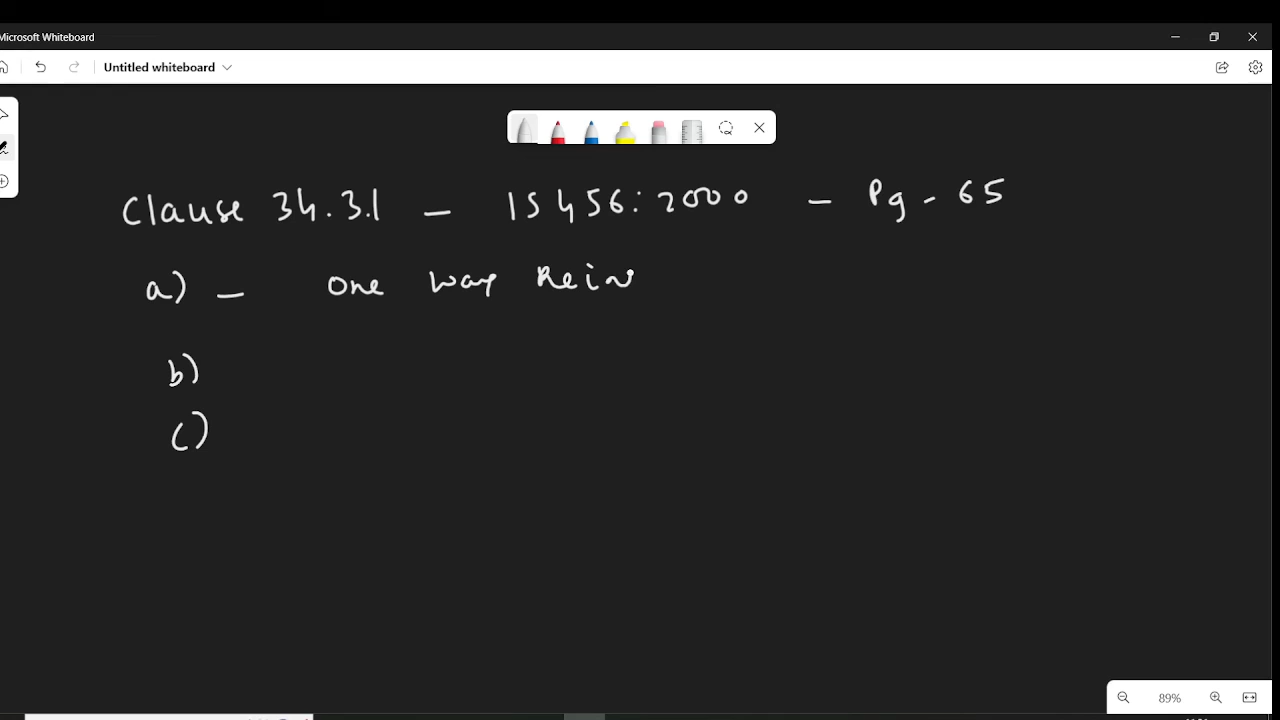 Microsoft Whiteboard
Untitled whiteboard
Clause 34.3.1 - IS 456:2000 - Pg - 65
a) - One way Rein
b)
c)
89%